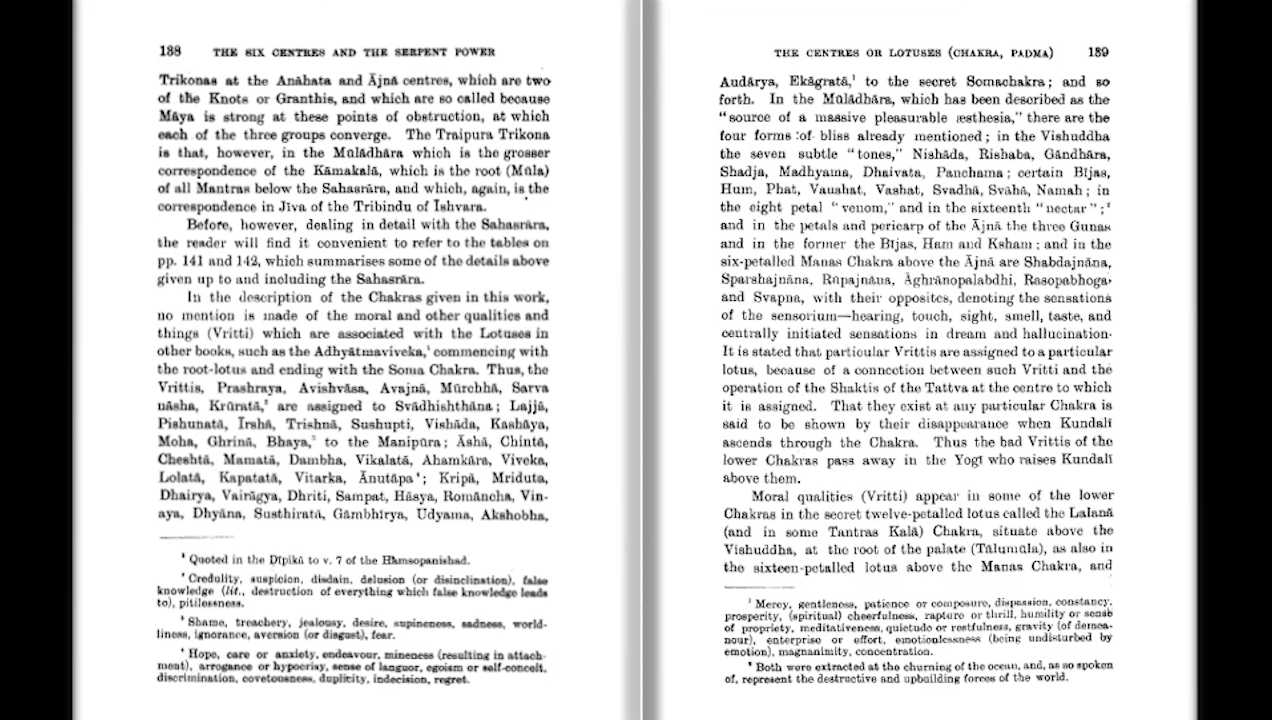 188 THE SIX CENTRES AND THE SERPENT POWER
Trikonas at the Anāhata and Ājnā centres, which are two
of the Knots or Granthis, and which are so called because
Māya is strong at these points of obstruction, at which
each of the three groups converge. The Traipura Trikona
is that, however, in the Mūlādhāra which is the grosser
correspondence of the Kāmakalā, which is the root (Mūla)
of all Mantras below the Sahasrāra, and which, again, is the
correspondence in Jīva of the Tribindu of Īshvara.
Before, however, dealing in detail with the Sahasrāra,
the reader will find it convenient to refer to the tables on
pp. 141 and 142, which summarises some of the details above
given up to and including the Sahasrāra.
In the description of the Chakras given in this work,
no mention is made of the moral and other qualities and
things (Vritti) which are associated with the Lotuses in
other books, such as the Adhyātmaviveka,¹ commencing with
the root-lotus and ending with the Soma Chakra. Thus, the
Vrittis, Prashraya, Avishvāsa, Avajnā, Mūrchhā, Sarva
nāsha, Krūratā,² are assigned to Svādhishthāna; Lajjā,
Pishunatā, Īrshā, Trishnā, Sushupti, Vishāda, Kashāya,
Moha, Ghrinā, Bhaya,³ to the Manipūra; Āshā, Chintā,
Cheshtā, Mamatā, Dambha, Vikalatā, Ahamkāra, Viveka,
Lolatā, Kapatatā, Vitarka, Ānutāpa⁴; Kripā, Mriduta,
Dhairya, Vairāgya, Dhriti, Sampat, Hāsya, Romāncha, Vin-
aya, Dhyāna, Susthiratā, Gāmbhīrya, Udyama, Akshobha,
¹ Quoted in the Dīpikā to v. 7 of the Hamsopanishad.
² Credulity, suspicion, disdain, delusion (or disinclination), false
knowledge (lit., destruction of everything which false knowledge leads
to), pitilessness.
³ Shame, treachery, jealousy, desire, supineness, sadness, world-
liness, ignorance, aversion (or disgust), fear.
⁴ Hope, care or anxiety, endeavour, mineness (resulting in attach-
ment), arrogance or hypocrisy, sense of languor, egoism or self-conceit,
discrimination, covetousness, duplicity, indecision, regret.
THE CENTRES OR LOTUSES (CHAKRA, PADMA) 189
Audārya, Ekāgratā,¹ to the secret Somachakra; and so
forth. In the Mūlādhāra, which has been described as the
"source of a massive pleasurable æsthesia," there are the
four forms of bliss already mentioned; in the Vishuddha
the seven subtle "tones," Nishāda, Rishaba, Gāndhāra,
Shadja, Madhyama, Dhaivata, Panchama; certain Bījas,
Hum, Phat, Vaushat, Vashat, Svadhā, Svāhā, Namah; in
the eight petal "venom," and in the sixteenth "nectar";²
and in the petals and pericarp of the Ājnā the three Gunas
and in the former the Bījas, Ham and Ksham; and in the
six-petalled Manas Chakra above the Ājnā are Shabdajnāna,
Sparshajnāna, Rūpajnāna, Āghrānopalabdhi, Rasopabhoga,
and Svapna, with their opposites, denoting the sensations
of the sensorium—hearing, touch, sight, smell, taste, and
centrally initiated sensations in dream and hallucination.
It is stated that particular Vrittis are assigned to a particular
lotus, because of a connection between such Vritti and the
operation of the Shaktis of the Tattva at the centre to which
it is assigned. That they exist at any particular Chakra is
said to be shown by their disappearance when Kundalī
ascends through the Chakra. Thus the bad Vrittis of the
lower Chakras pass away in the Yogī who raises Kundalī
above them.
Moral qualities (Vritti) appear in some of the lower
Chakras in the secret twelve-petalled lotus called the Lalanā
(and in some Tantras Kalā) Chakra, situate above the
Vishuddha, at the root of the palate (Tālumūla), as also in
the sixteen-petalled lotus above the Manas Chakra, and
¹ Mercy, gentleness, patience or composure, dispassion, constancy,
prosperity, (spiritual) cheerfulness, rapture or thrill, humility or sense
of propriety, meditativeness, quietude or restfulness, gravity (of demea-
nour), enterprise or effort, emotionlessness (being undisturbed by
emotion), magnanimity, concentration.
² Both were extracted at the churning of the ocean, and, as so spoken
of, represent the destructive and upbuilding forces of the world.